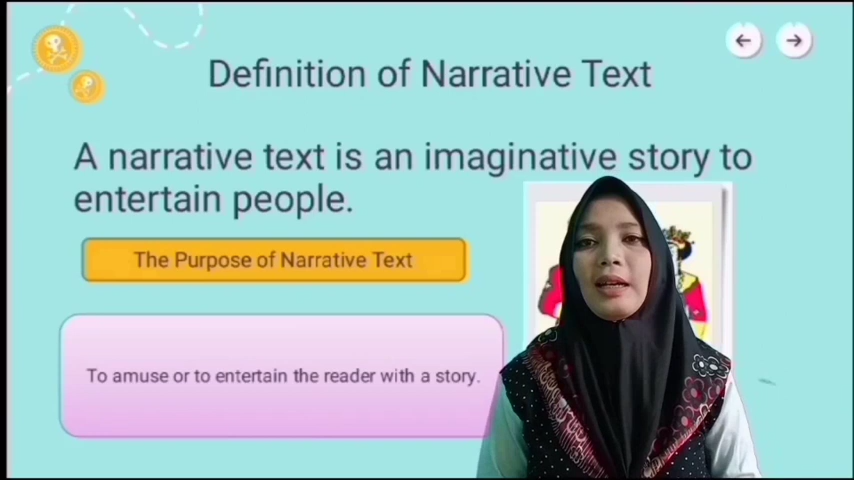 Definition of Narrative Text
A narrative text is an imaginative story to
entertain people.
The Purpose of Narrative Text
To amuse or to entertain the reader with a story.